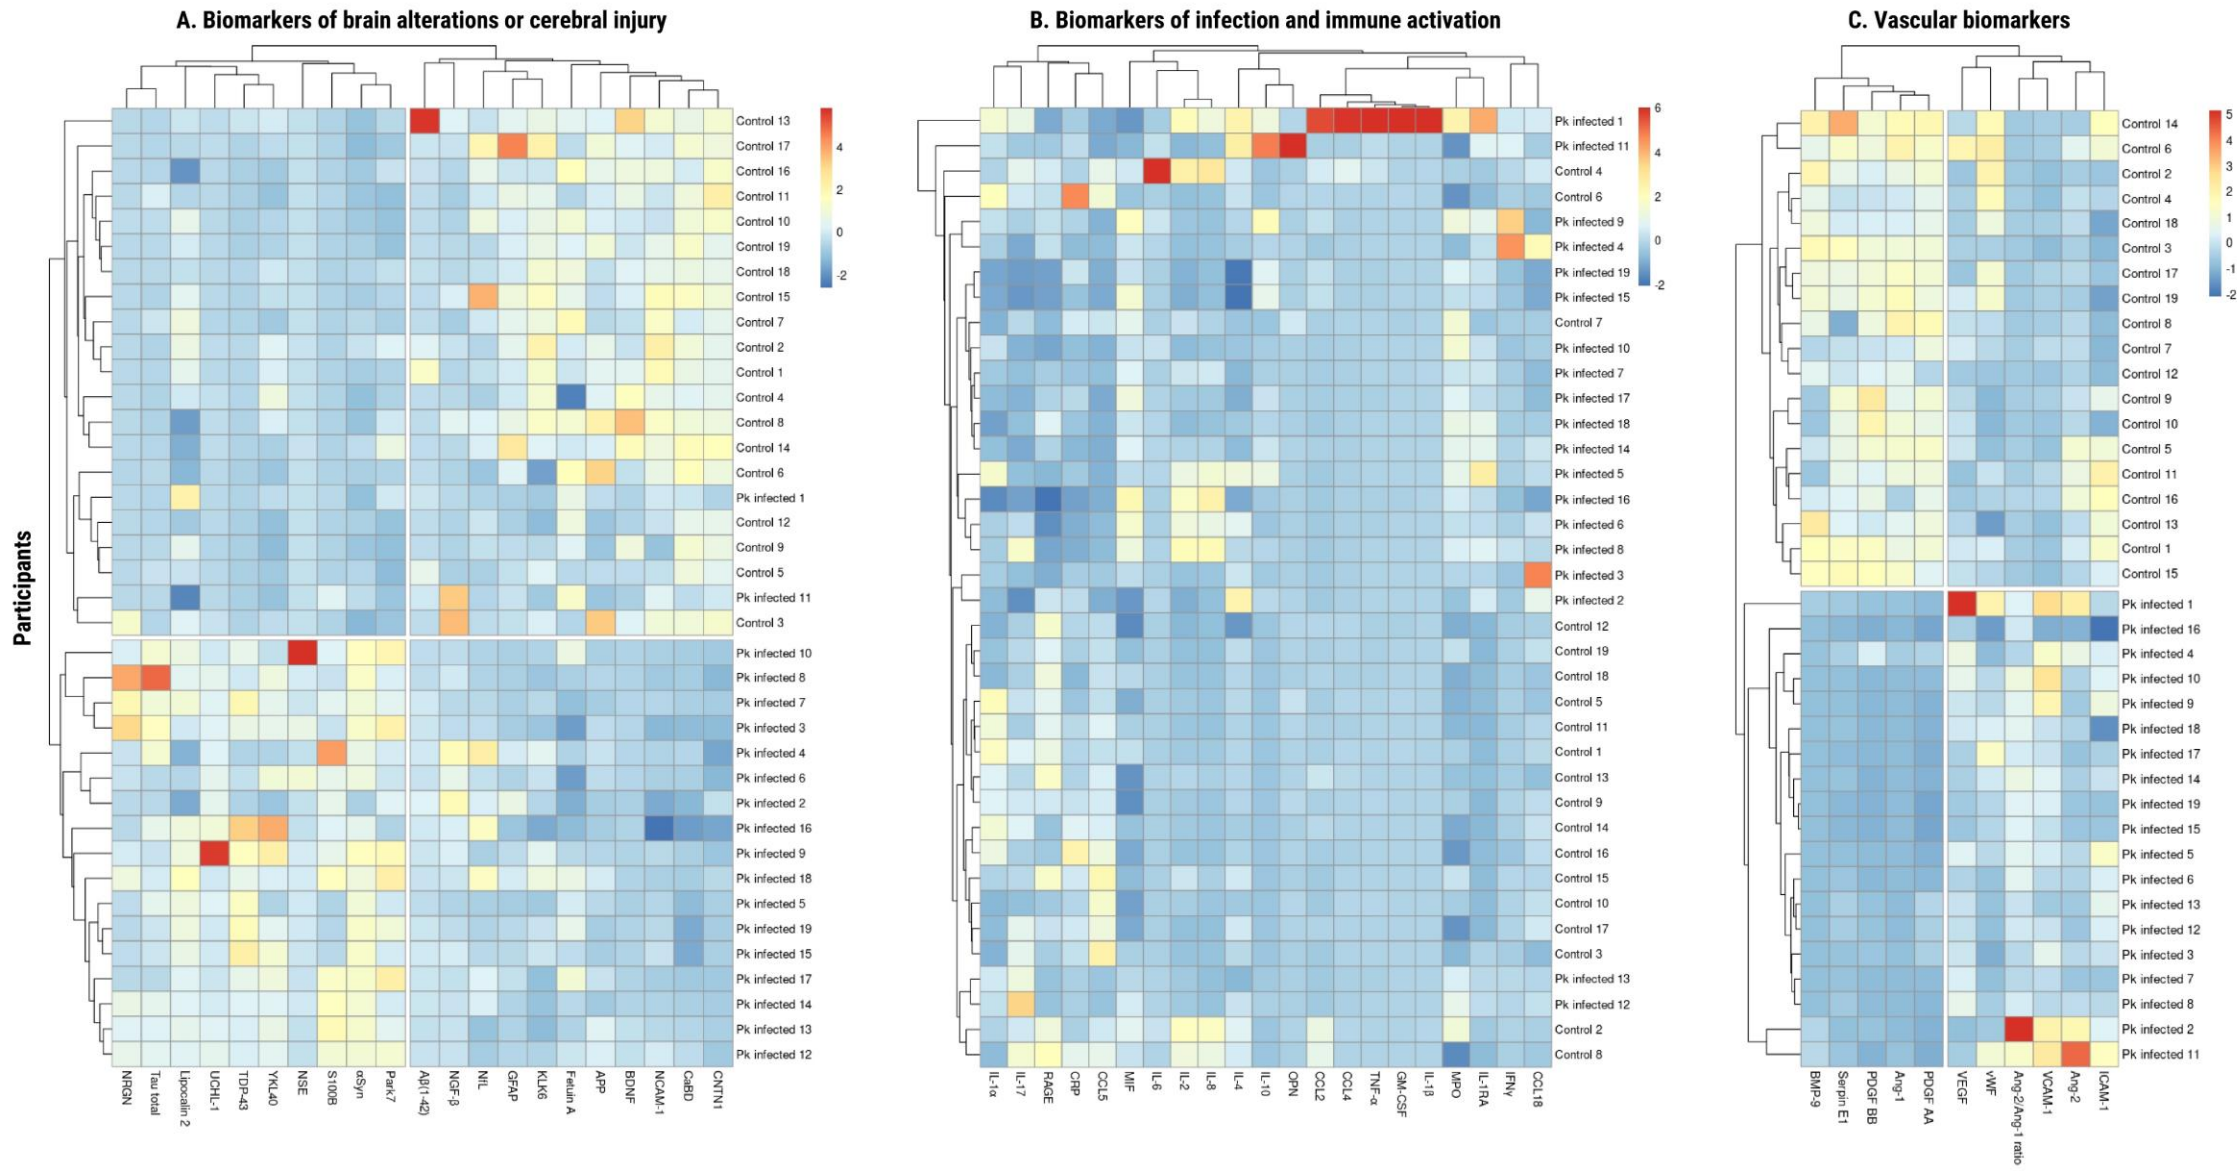 A. Biomarkers of brain alterations or cerebral injury
B. Biomarkers of infection and immune activation
C. Vascular biomarkers
Participants
Control 13
Control 17
Control 16
Control 11
Control 10
Control 19
Control 18
Control 15
Control 7
Control 2
Control 1
Control 4
Control 8
Control 14
Control 6
Pk infected 1
Control 12
Control 9
Control 5
Pk infected 11
Control 3
Pk infected 10
Pk infected 8
Pk infected 7
Pk infected 3
Pk infected 4
Pk infected 6
Pk infected 2
Pk infected 16
Pk infected 9
Pk infected 18
Pk infected 5
Pk infected 19
Pk infected 15
Pk infected 17
Pk infected 14
Pk infected 13
Pk infected 12
4
2
0
-2
NRGN
Tau total
Lipocalin 2
UCHL-1
TDP-43
YKL40
NSE
S100B
αSyn
Park7
Aβ(1-42)
NGF-β
NfL
GFAP
KLK6
Fetuin A
APP
BDNF
NCAM-1
CaBD
CNTN1
Pk infected 1
Pk infected 11
Control 4
Control 6
Pk infected 9
Pk infected 4
Pk infected 19
Pk infected 15
Control 7
Pk infected 10
Pk infected 7
Pk infected 17
Pk infected 18
Pk infected 14
Pk infected 5
Pk infected 16
Pk infected 6
Pk infected 8
Pk infected 3
Pk infected 2
Control 12
Control 19
Control 18
Control 5
Control 11
Control 1
Control 13
Control 9
Control 14
Control 16
Control 15
Control 10
Control 17
Control 3
Pk infected 13
Pk infected 12
Control 2
Control 8
6
4
2
0
-2
IL-1α
IL-17
RAGE
CRP
CCL5
MIF
IL-6
IL-2
IL-8
IL-4
IL-10
OPN
CCL2
CCL4
TNF-α
GM-CSF
IL-1β
MPO
IL-1RA
IFNγ
CCL18
Control 14
Control 6
Control 2
Control 4
Control 18
Control 3
Control 17
Control 19
Control 8
Control 7
Control 12
Control 9
Control 10
Control 5
Control 11
Control 16
Control 13
Control 1
Control 15
Pk infected 1
Pk infected 16
Pk infected 4
Pk infected 10
Pk infected 9
Pk infected 18
Pk infected 17
Pk infected 14
Pk infected 19
Pk infected 15
Pk infected 5
Pk infected 6
Pk infected 13
Pk infected 12
Pk infected 3
Pk infected 7
Pk infected 8
Pk infected 2
Pk infected 11
5
4
3
2
1
0
-1
-2
BMP-9
Serpin E1
PDGF BB
Ang-1
PDGF AA
VEGF
vWF
Ang-2/Ang-1 ratio
VCAM-1
Ang-2
ICAM-1